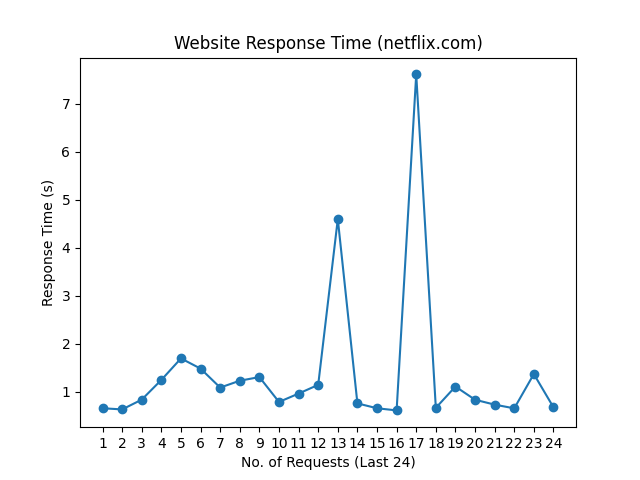 Website Response Time (netflix.com)
Response Time (s)
7
6
5
4
3
2
1
1 2 3 4 5 6 7 8 9 10 11 12 13 14 15 16 17 18 19 20 21 22 23 24
No. of Requests (Last 24)